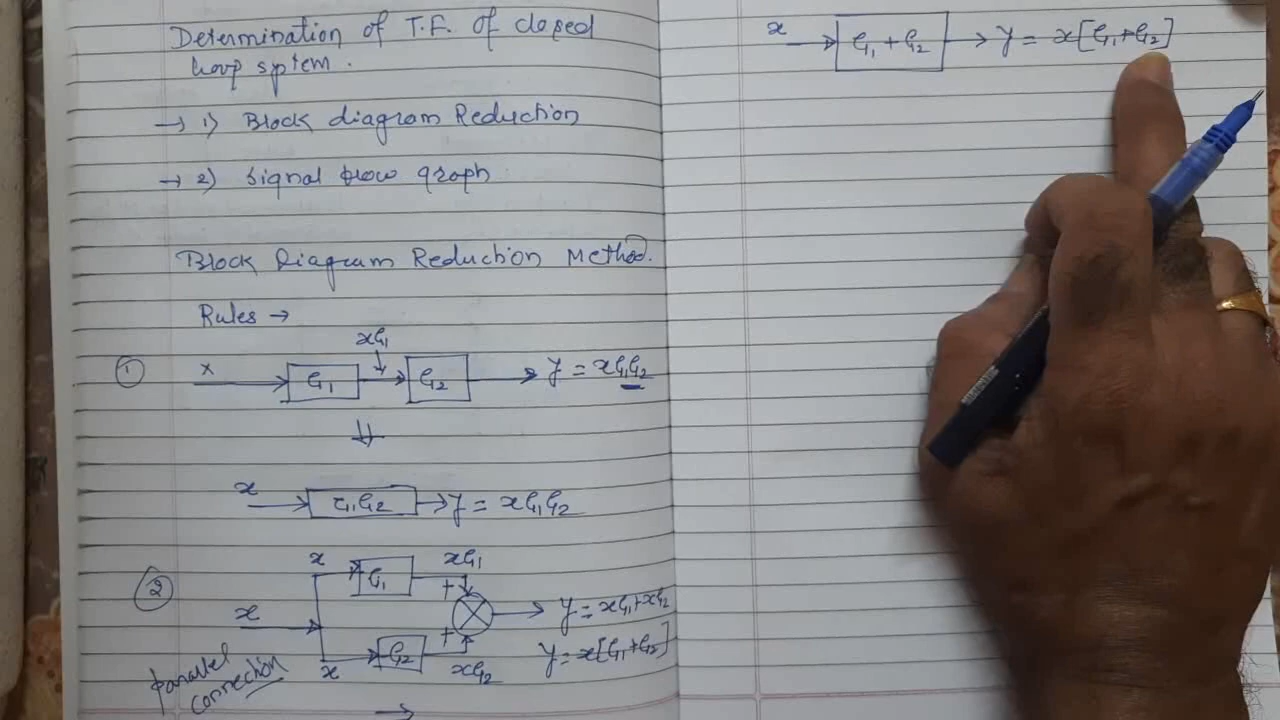 Determination of T.F. of closed
loop system.
→ 1) Block diagram Reduction
→ 2) Signal flow graph
Block Diagram Reduction Method.
Rules →
xG1
① x G1 G2 y = xG1G2
⇓
x G1G2 y = xG1G2
② x G1 xG1
+
x y = xG1+xG2
+
x G2 xG2 y = x[G1+G2]
parallel
connection
→
x G1 + G2 y = x[G1+G2]